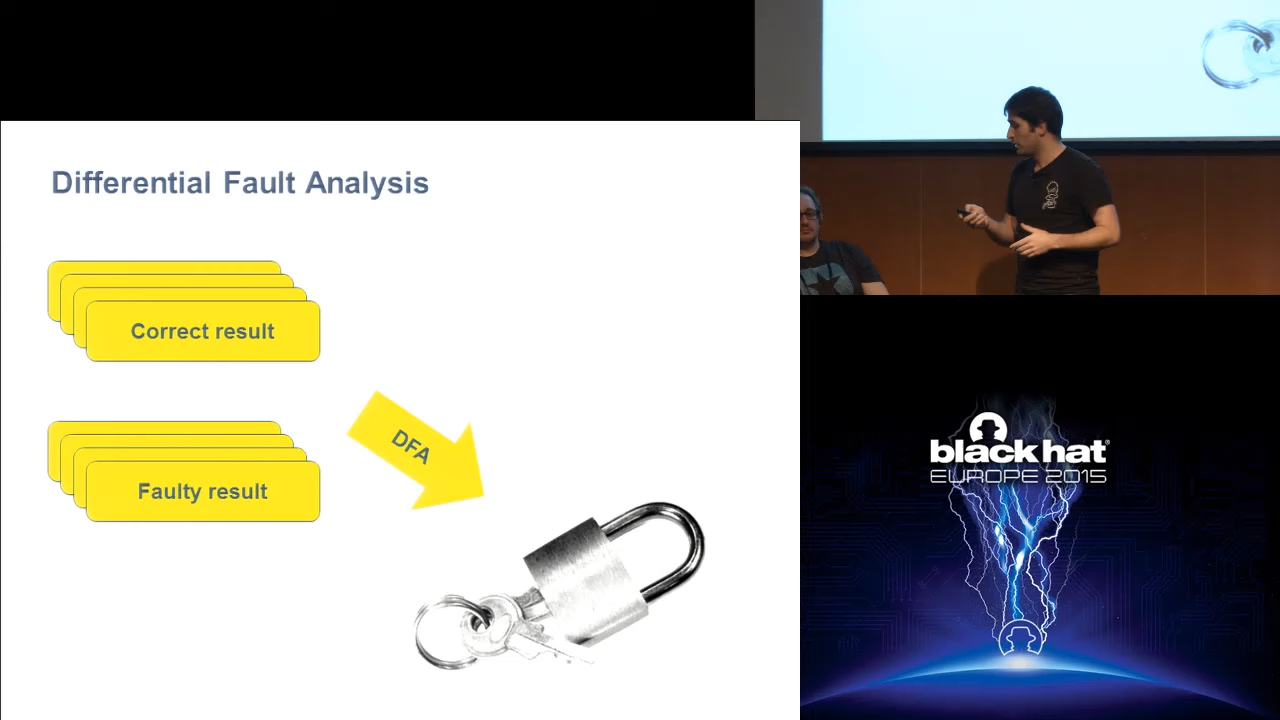 Differential Fault Analysis
Correct result
Faulty result
DFA
black hat
EUROPE 2015